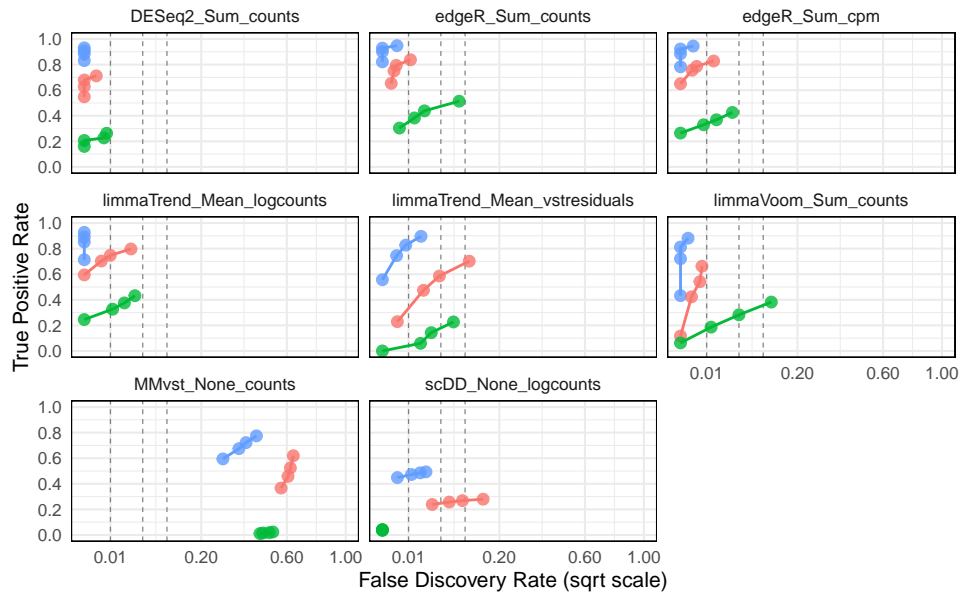 DESeq2_Sum_counts edgeR_Sum_counts edgeR_Sum_cpm
1.0
0.8
0.6
0.4
0.2
0.0
limmaTrend_Mean_logcounts limmaTrend_Mean_vstresiduals limmaVoom_Sum_counts
True Positive Rate
1.0
0.8
0.6
0.4
0.2
0.0
0.01 0.20 0.60 1.00
MMvst_None_counts scDD_None_logcounts
1.0
0.8
0.6
0.4
0.2
0.0
0.01 0.20 0.60 1.00 0.01 0.20 0.60 1.00
False Discovery Rate (sqrt scale)